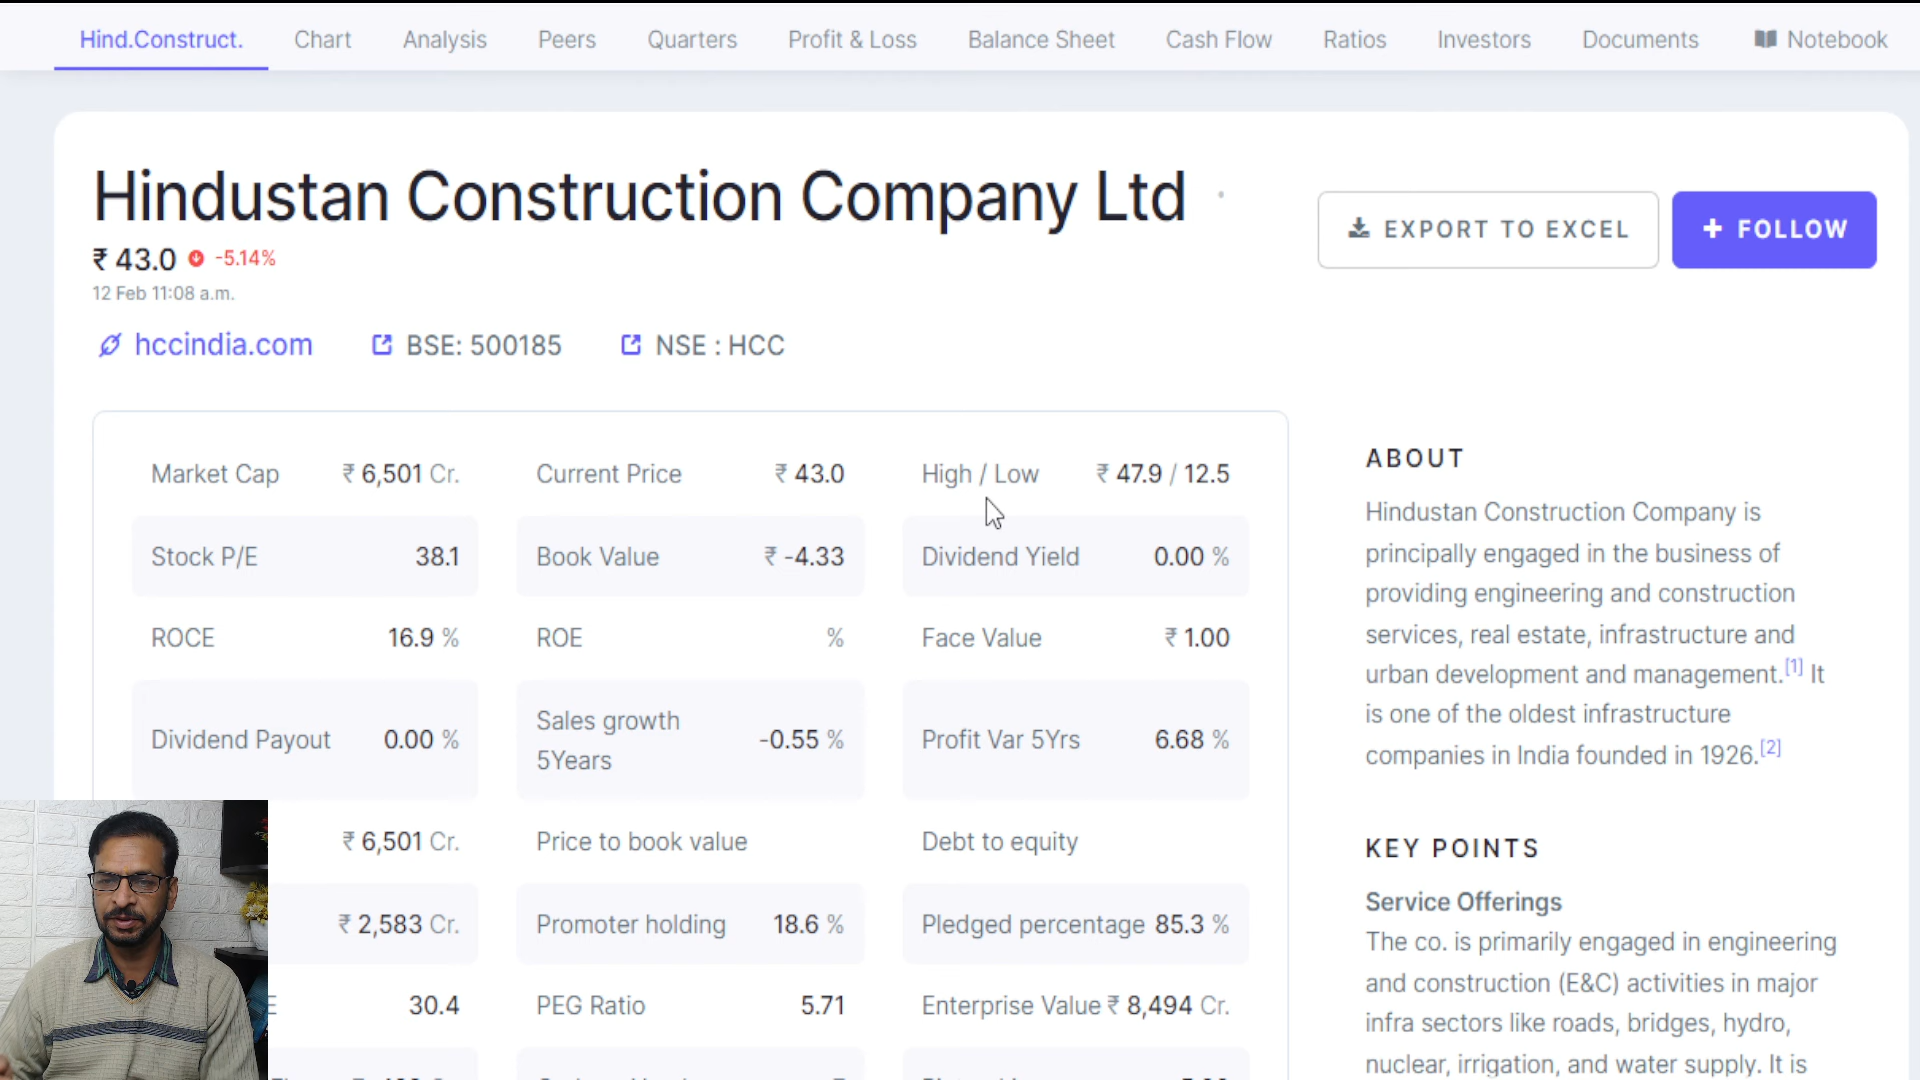 Hind.Construct. Chart Analysis Peers Quarters Profit & Loss Balance Sheet Cash Flow Ratios Investors Documents Notebook
Hindustan Construction Company Ltd
EXPORT TO EXCEL
+ FOLLOW
₹ 43.0 -5.14%
12 Feb 11:08 a.m.
hccindia.com BSE: 500185 NSE : HCC
Market Cap ₹ 6,501 Cr. Current Price ₹ 43.0 High / Low ₹ 47.9 / 12.5
Stock P/E 38.1 Book Value ₹ -4.33 Dividend Yield 0.00 %
ROCE 16.9 % ROE % Face Value ₹ 1.00
Dividend Payout 0.00 % Sales growth 5Years -0.55 % Profit Var 5Yrs 6.68 %
₹ 6,501 Cr. Price to book value Debt to equity
₹ 2,583 Cr. Promoter holding 18.6 % Pledged percentage 85.3 %
E 30.4 PEG Ratio 5.71 Enterprise Value ₹ 8,494 Cr.
ABOUT
Hindustan Construction Company is
principally engaged in the business of
providing engineering and construction
services, real estate, infrastructure and
urban development and management.[1] It
is one of the oldest infrastructure
companies in India founded in 1926.[2]
KEY POINTS
Service Offerings
The co. is primarily engaged in engineering
and construction (E&C) activities in major
infra sectors like roads, bridges, hydro,
nuclear, irrigation, and water supply. It is